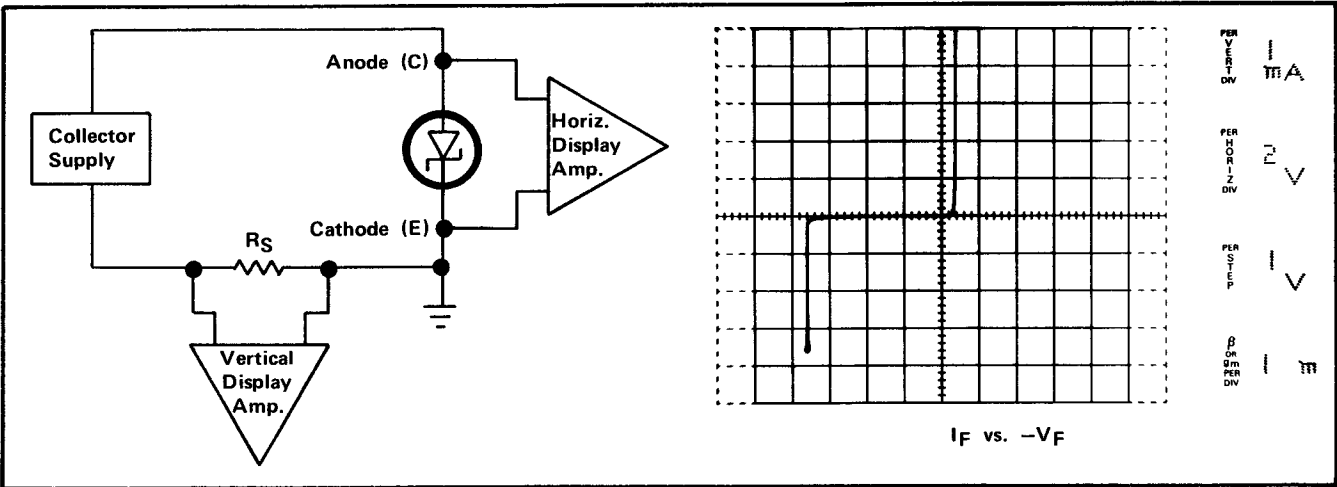 Anode (C)
Collector
Supply
Horiz.
Display
Amp.
Cathode (E)
RS
Vertical
Display
Amp.
PER
VERT
DIV
1
mA
PER
HORIZ
DIV
2
V
PER
STEP
1
V
β
OR
gm
PER
DIV
1 m
IF vs. −VF